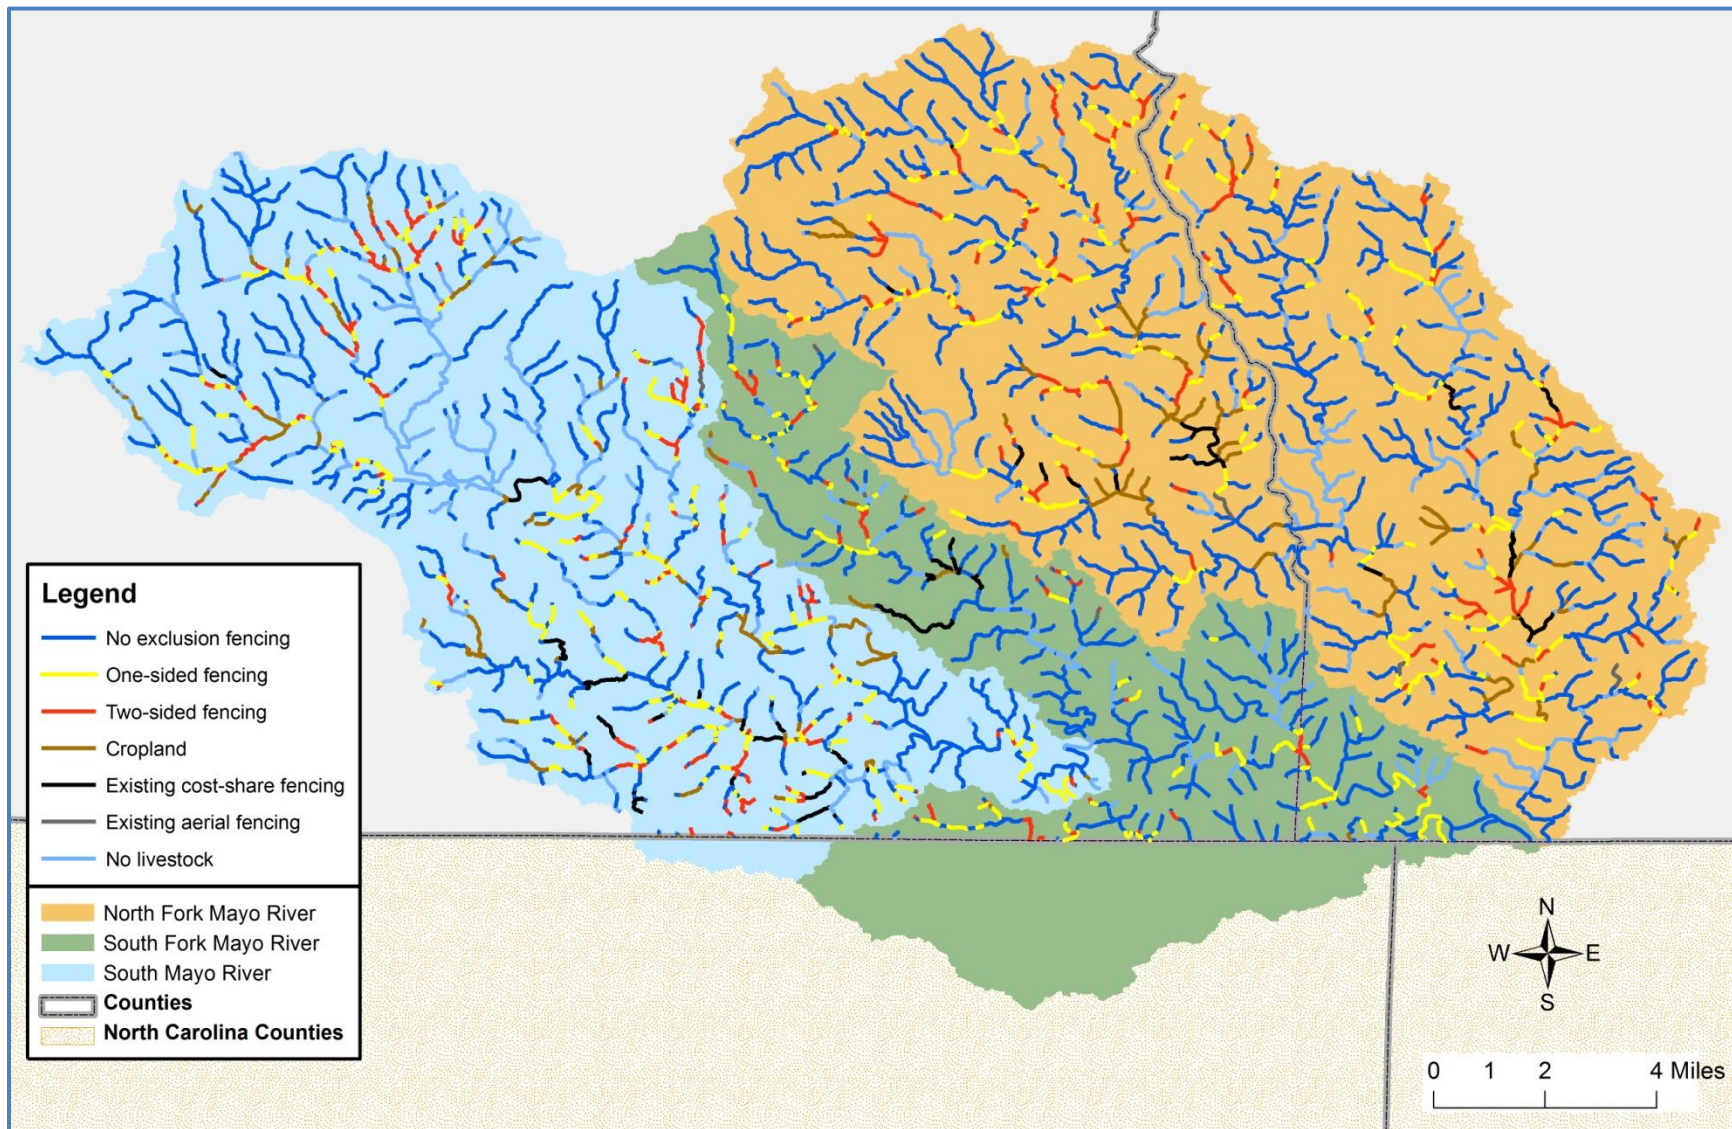 Legend
No exclusion fencing
One-sided fencing
Two-sided fencing
Cropland
Existing cost-share fencing
Existing aerial fencing
No livestock
North Fork Mayo River
South Fork Mayo River
South Mayo River
Counties
North Carolina Counties
N
W E
S
0 1 2 4 Miles